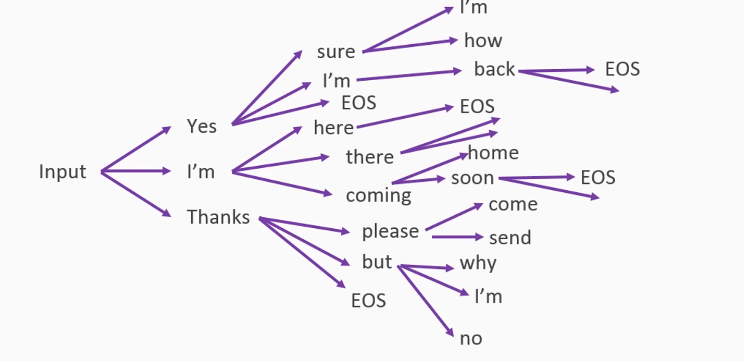 I'm
how
sure
back
EOS
I'm
EOS
EOS
Yes
here
there
home
Input
I'm
soon
EOS
coming
come
Thanks
please
send
but
why
I'm
EOS
no